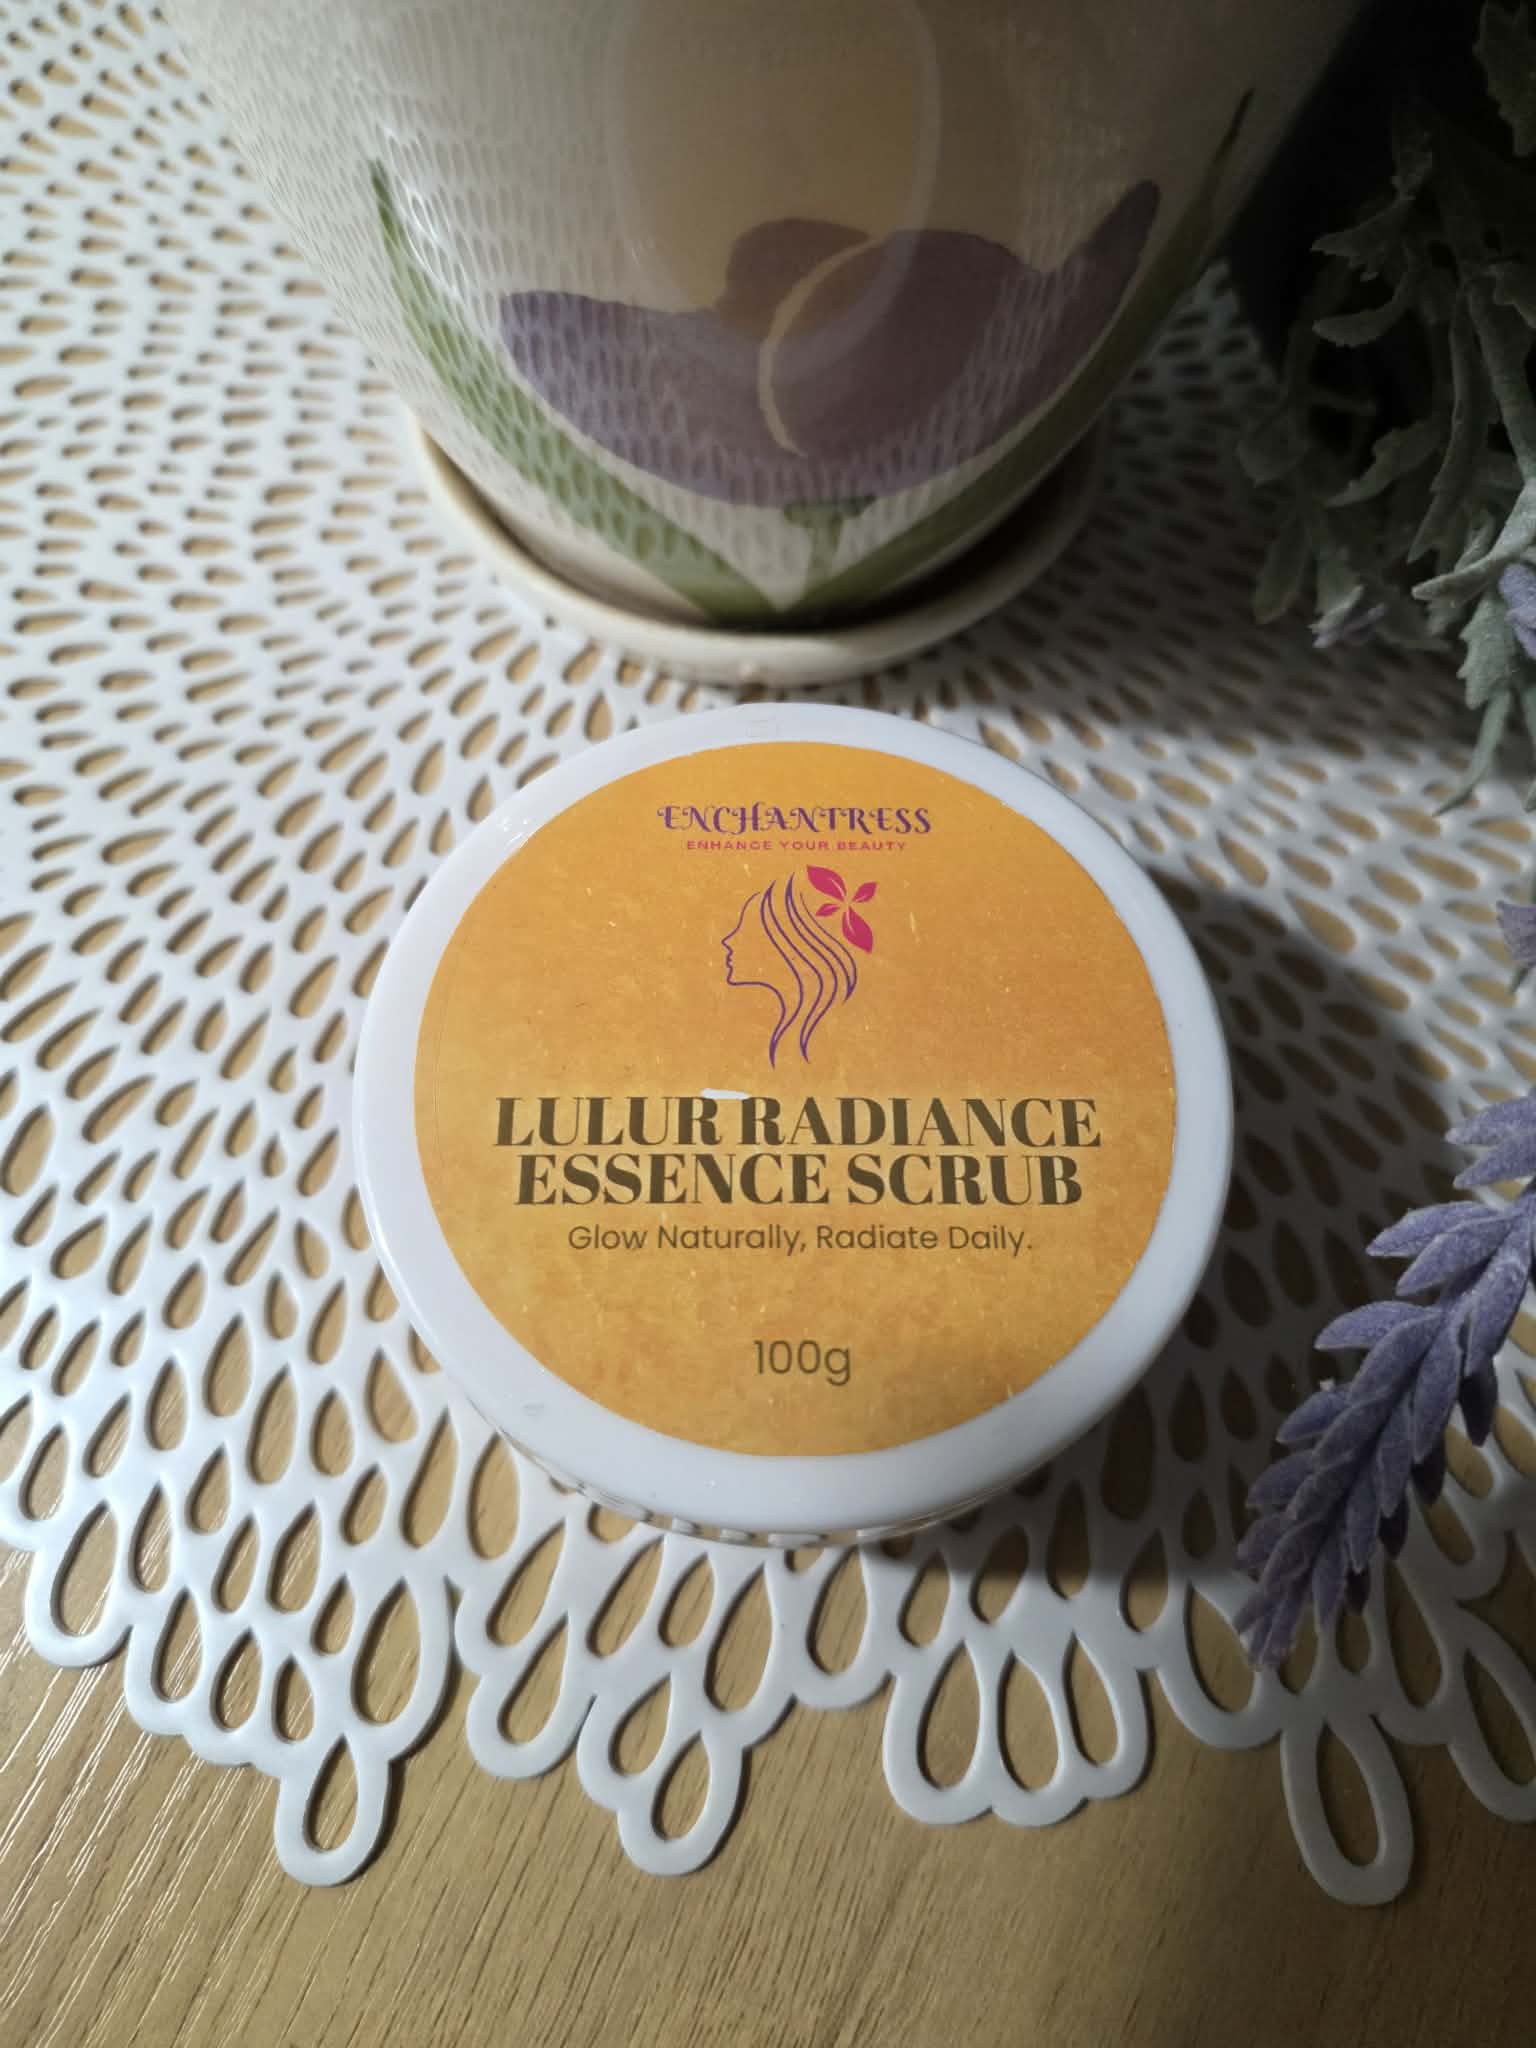 ENCHANTRESS
ENHANCE YOUR BEAUTY
LULUR RADIANCE
ESSENCE SCRUB
Glow Naturally, Radiate Daily.
100g